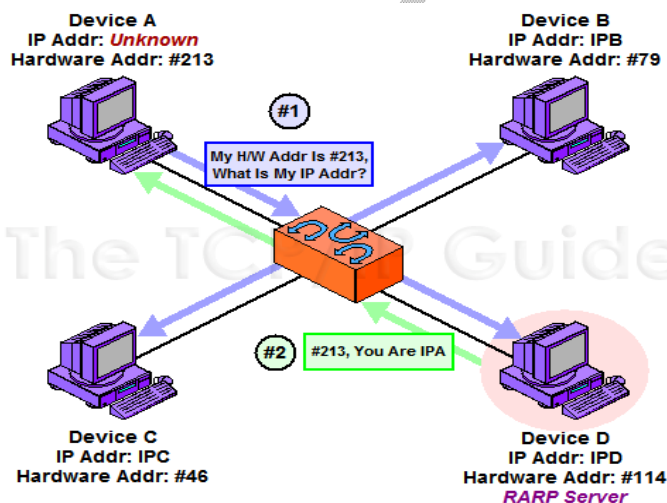 Device A
IP Addr: Unknown
Hardware Addr: #213
Device B
IP Addr: IPB
Hardware Addr: #79
#1
My H/W Addr Is #213,
What Is My IP Addr?
The TCP/IP Guide
#2
#213, You Are IPA
Device C
IP Addr: IPC
Hardware Addr: #46
Device D
IP Addr: IPD
Hardware Addr: #114
RARP Server